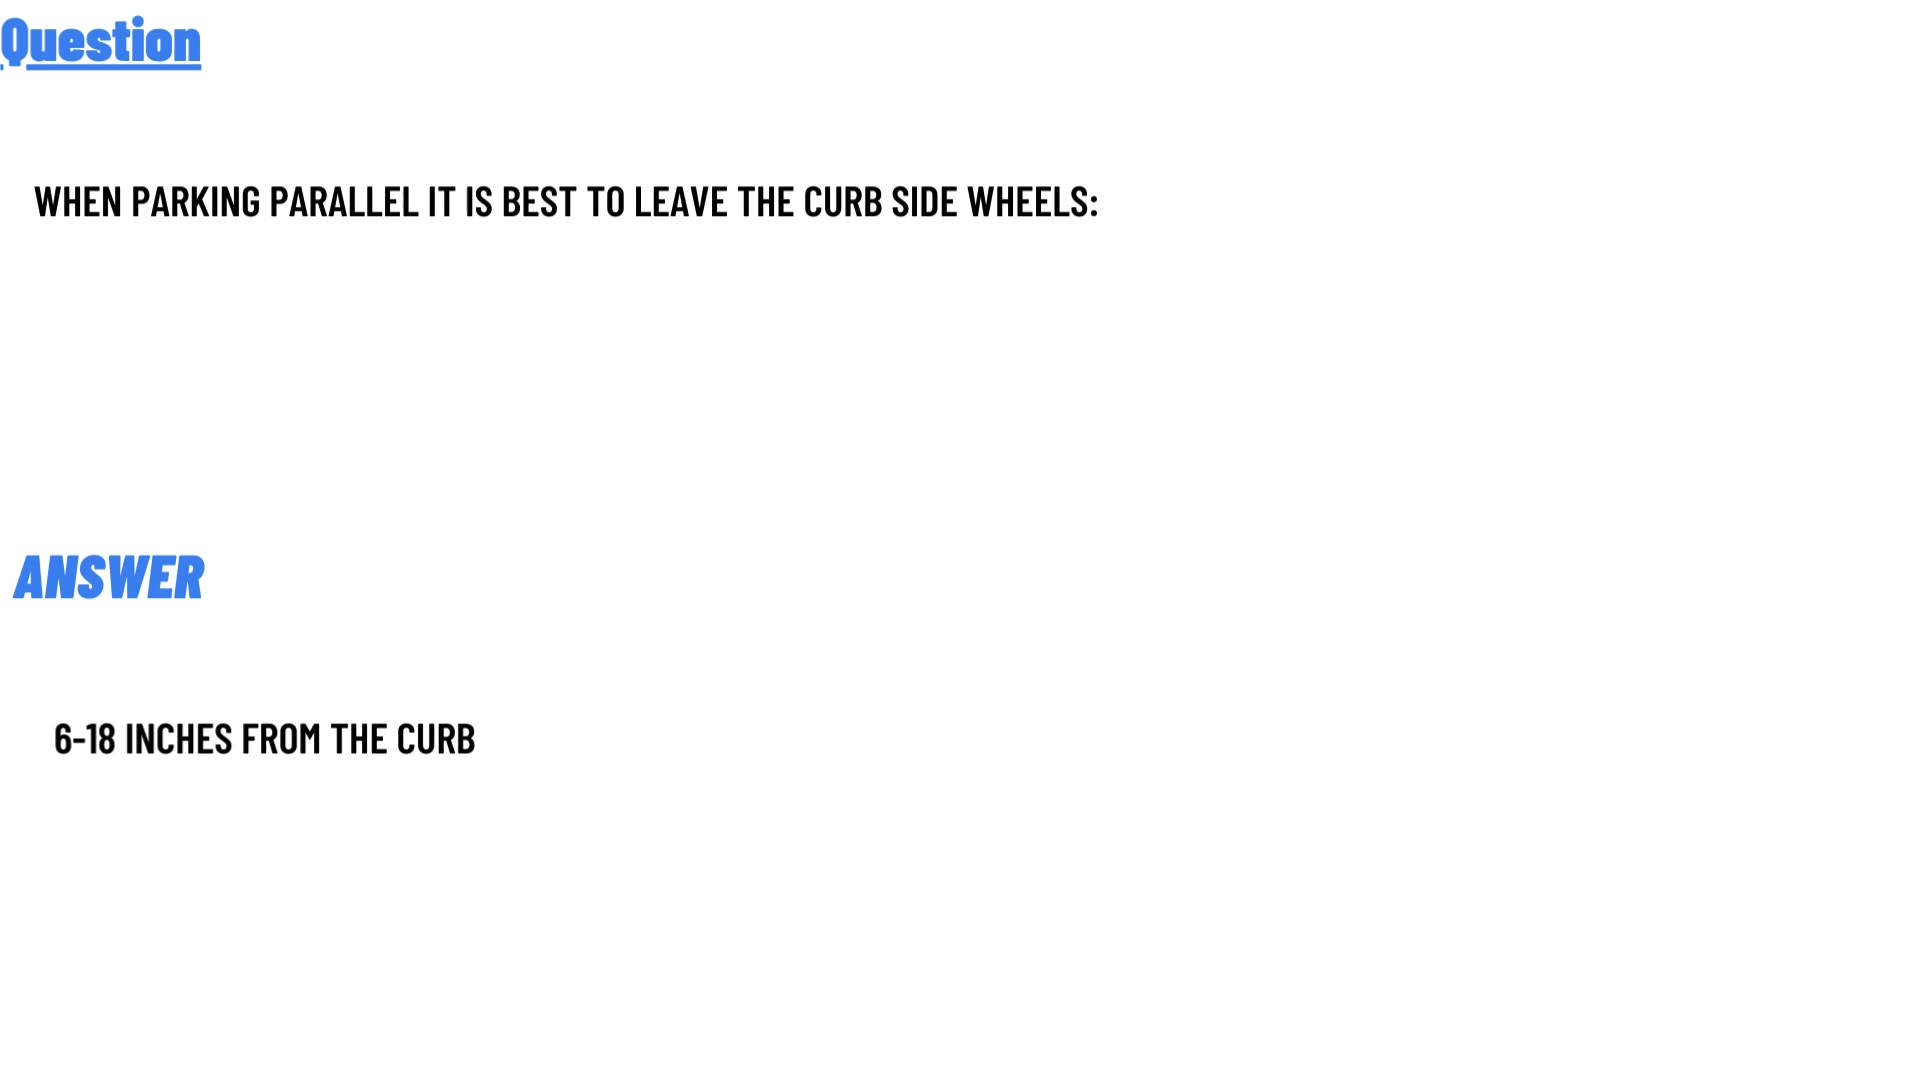 Question
WHEN PARKING PARALLEL IT IS BEST TO LEAVE THE CURB SIDE WHEELS:
ANSWER
6-18 INCHES FROM THE CURB